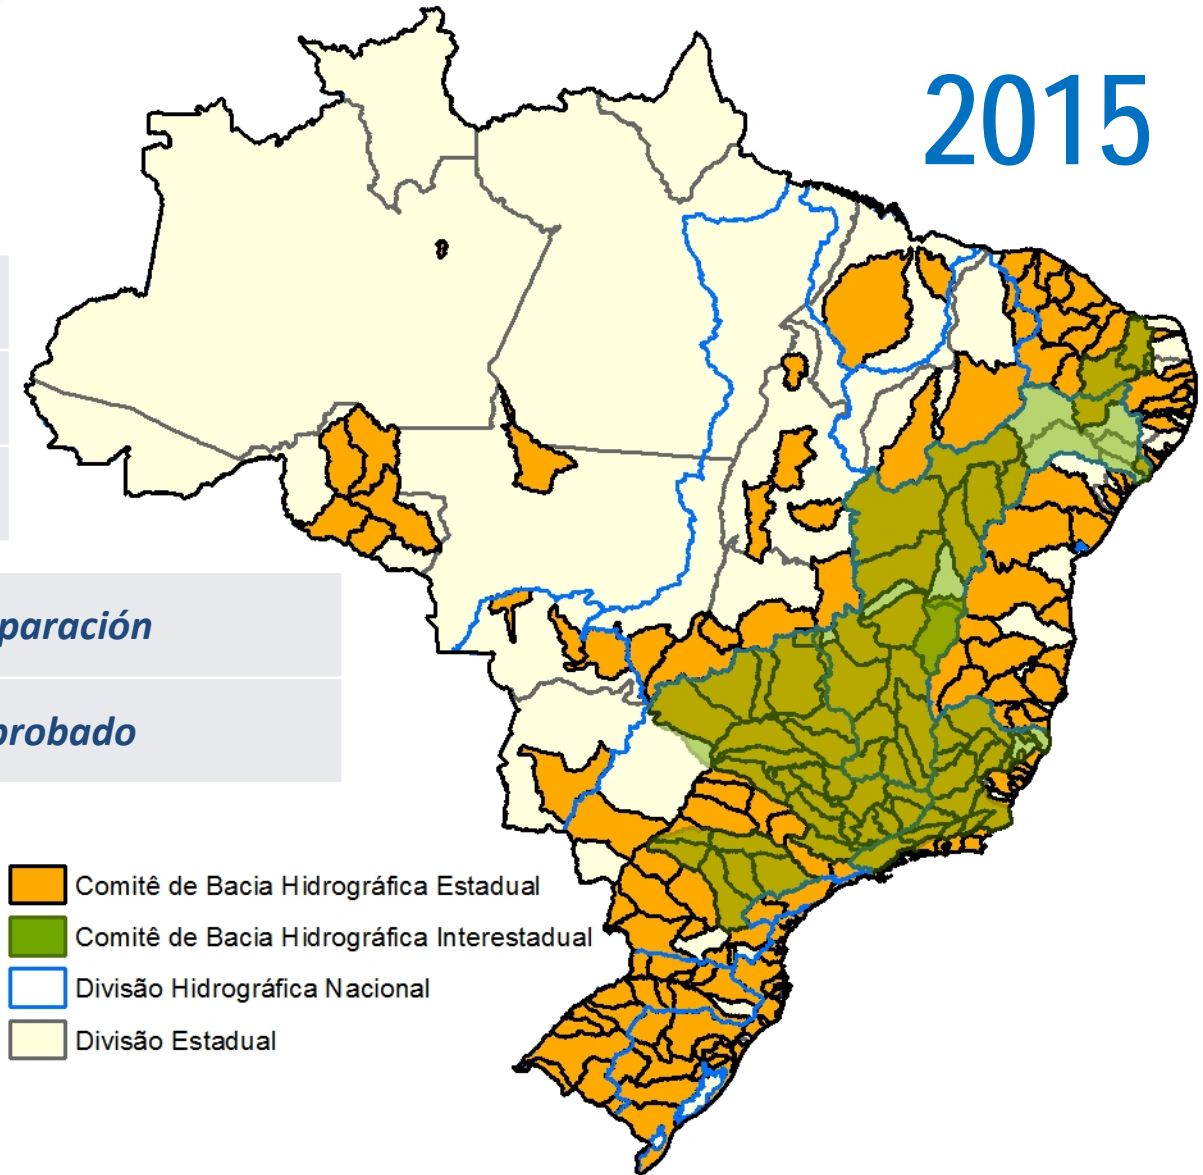 2015
paración
probado
Comitê de Bacia Hidrográfica Estadual
Comitê de Bacia Hidrográfica Interestadual
Divisão Hidrográfica Nacional
Divisão Estadual